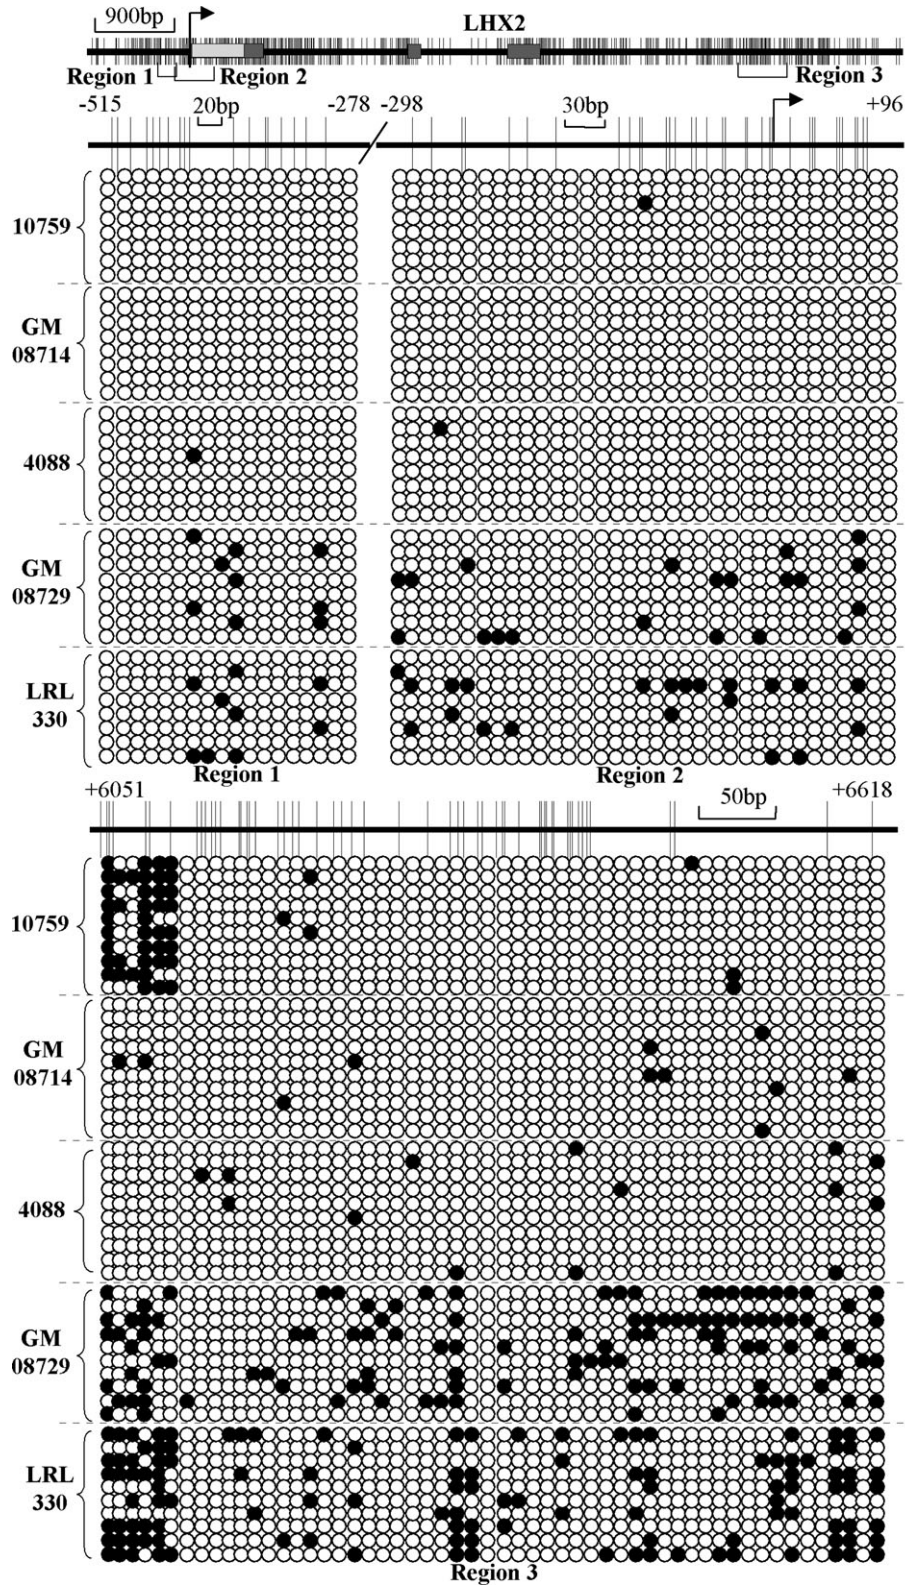 900bp LHX2
Region 1 Region 2 Region 3
-515 20bp -278 -298 30bp +96
10759
GM
08714
4088
GM
08729
LRL
330
Region 1 Region 2
+6051 50bp +6618
10759
GM
08714
4088
GM
08729
LRL
330
Region 3